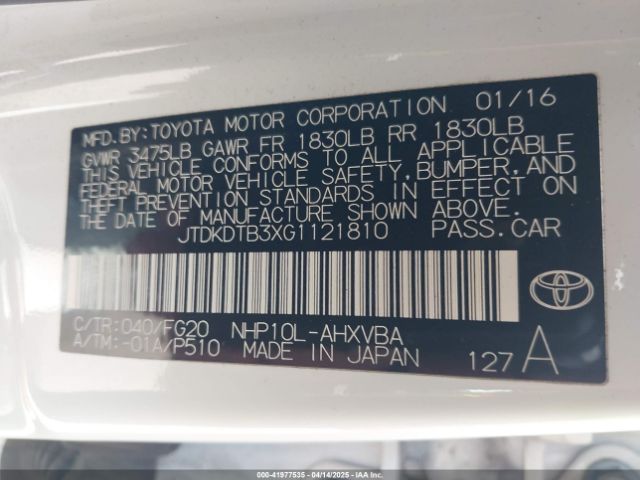 MFD.BY:TOYOTA MOTOR CORPORATION 01/16
GVWR 3475LB GAWR FR 1830LB RR 1830LB
THIS VEHICLE CONFORMS TO ALL APPLICABLE
FEDERAL MOTOR VEHICLE SAFETY,BUMPER,AND
THEFT PREVENTION STANDARDS IN EFFECT ON
THE DATE OF MANUFACTURE SHOWN ABOVE.
JTDKDTB3XG1121810 PASS.CAR
C/TR:040/FG20 NHP10L-AHXVBA
A/TM:-01A/P510 MADE IN JAPAN 127A
TOYOTA
000-41977535 - 04/14/2025 - IAA Inc.